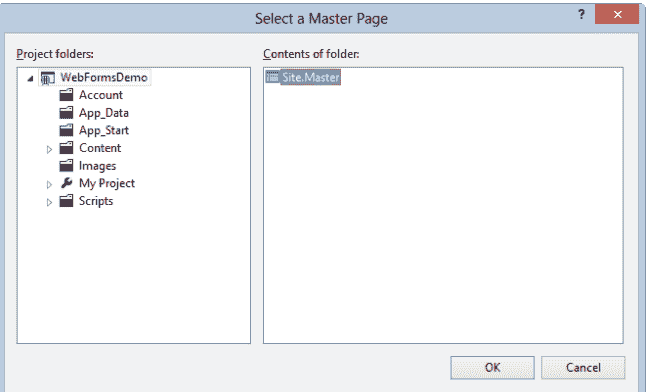 Select a Master Page
?
Project folders:
WebFormsDemo
Account
App_Data
App_Start
Content
Images
My Project
Scripts
Contents of folder:
Site.Master
OK
Cancel